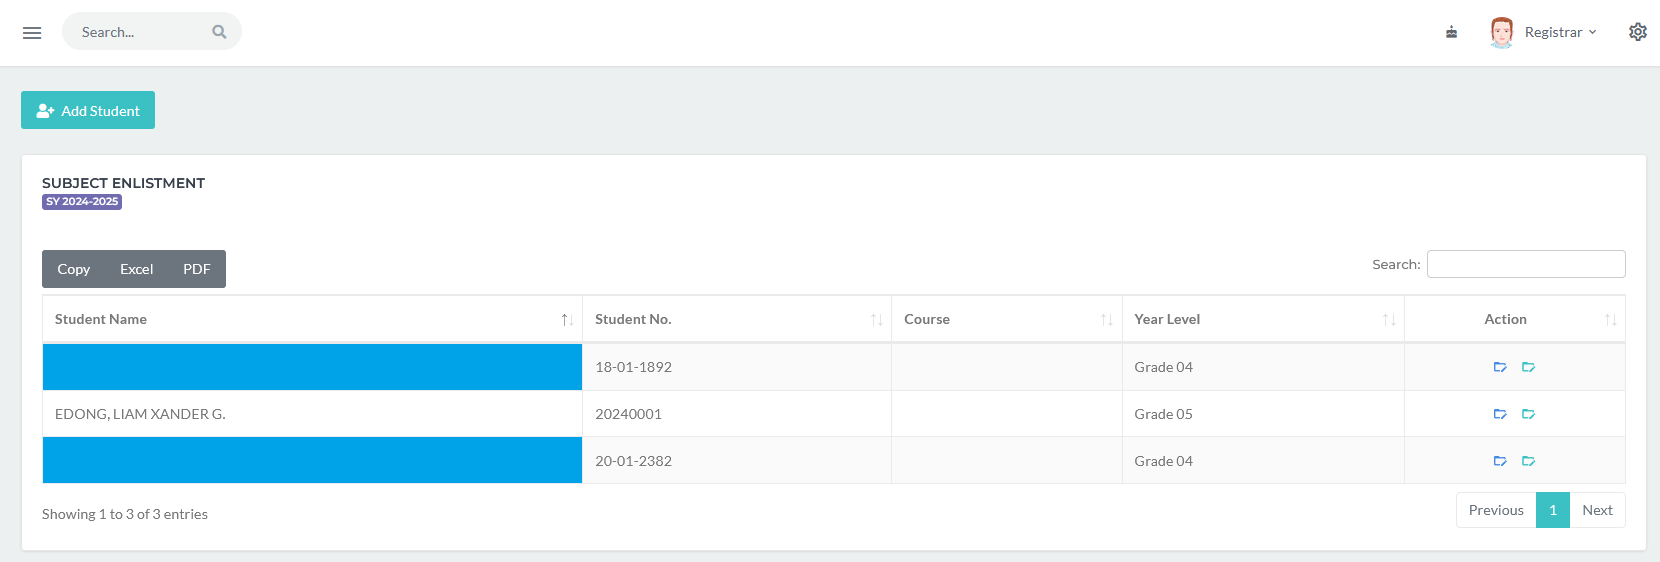 Search...
Registrar
Add Student
SUBJECT ENLISTMENT
SY 2024-2025
Copy Excel PDF
Search:
Student Name Student No. Course Year Level Action
18-01-1892 Grade 04
EDONG, LIAM XANDER G. 20240001 Grade 05
20-01-2382 Grade 04
Showing 1 to 3 of 3 entries
Previous 1 Next